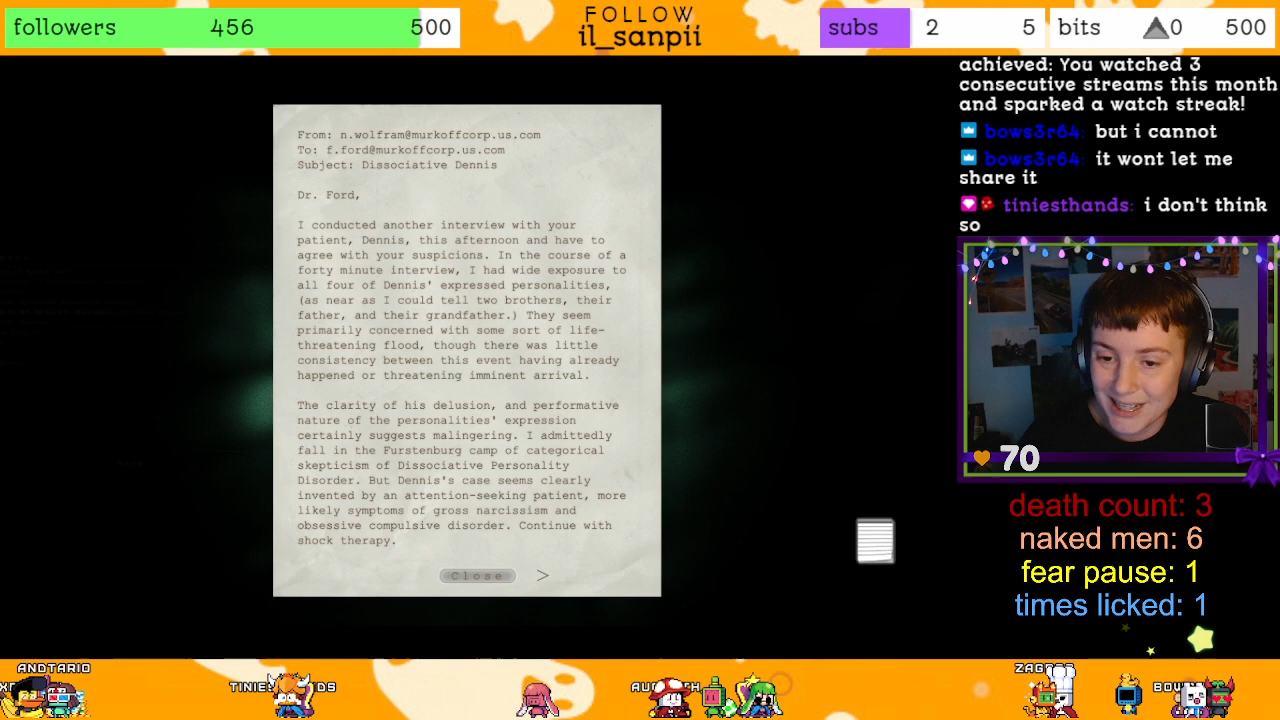 followers 456 500
FOLLOW
il_sanpii
subs 2 5
bits 0 500
achieved: You watched 3
consecutive streams this month
and sparked a watch streak!
bows3r64: but i cannot
bows3r64: it wont let me
share it
tiniesthands: i don't think
so
From: n.wolfram@murkoffcorp.us.com
To: f.ford@murkoffcorp.us.com
Subject: Dissociative Dennis
Dr. Ford,
I conducted another interview with your
patient, Dennis, this afternoon and have to
agree with your suspicions. In the course of a
forty minute interview, I had wide exposure to
all four of Dennis' expressed personalities,
(as near as I could tell two brothers, their
father, and their grandfather.) They seem
primarily concerned with some sort of life-
threatening flood, though there was little
consistency between this event having already
happened or threatening imminent arrival.
The clarity of his delusion, and performative
nature of the personalities' expression
certainly suggests malingering. I admittedly
fall in the Furstenburg camp of categorical
skepticism of Dissociative Personality
Disorder. But Dennis's case seems clearly
invented by an attention-seeking patient, more
likely symptoms of gross narcissism and
obsessive compulsive disorder. Continue with
shock therapy.
Close >
70
death count: 3
naked men: 6
fear pause: 1
times licked: 1
ANDTARIO